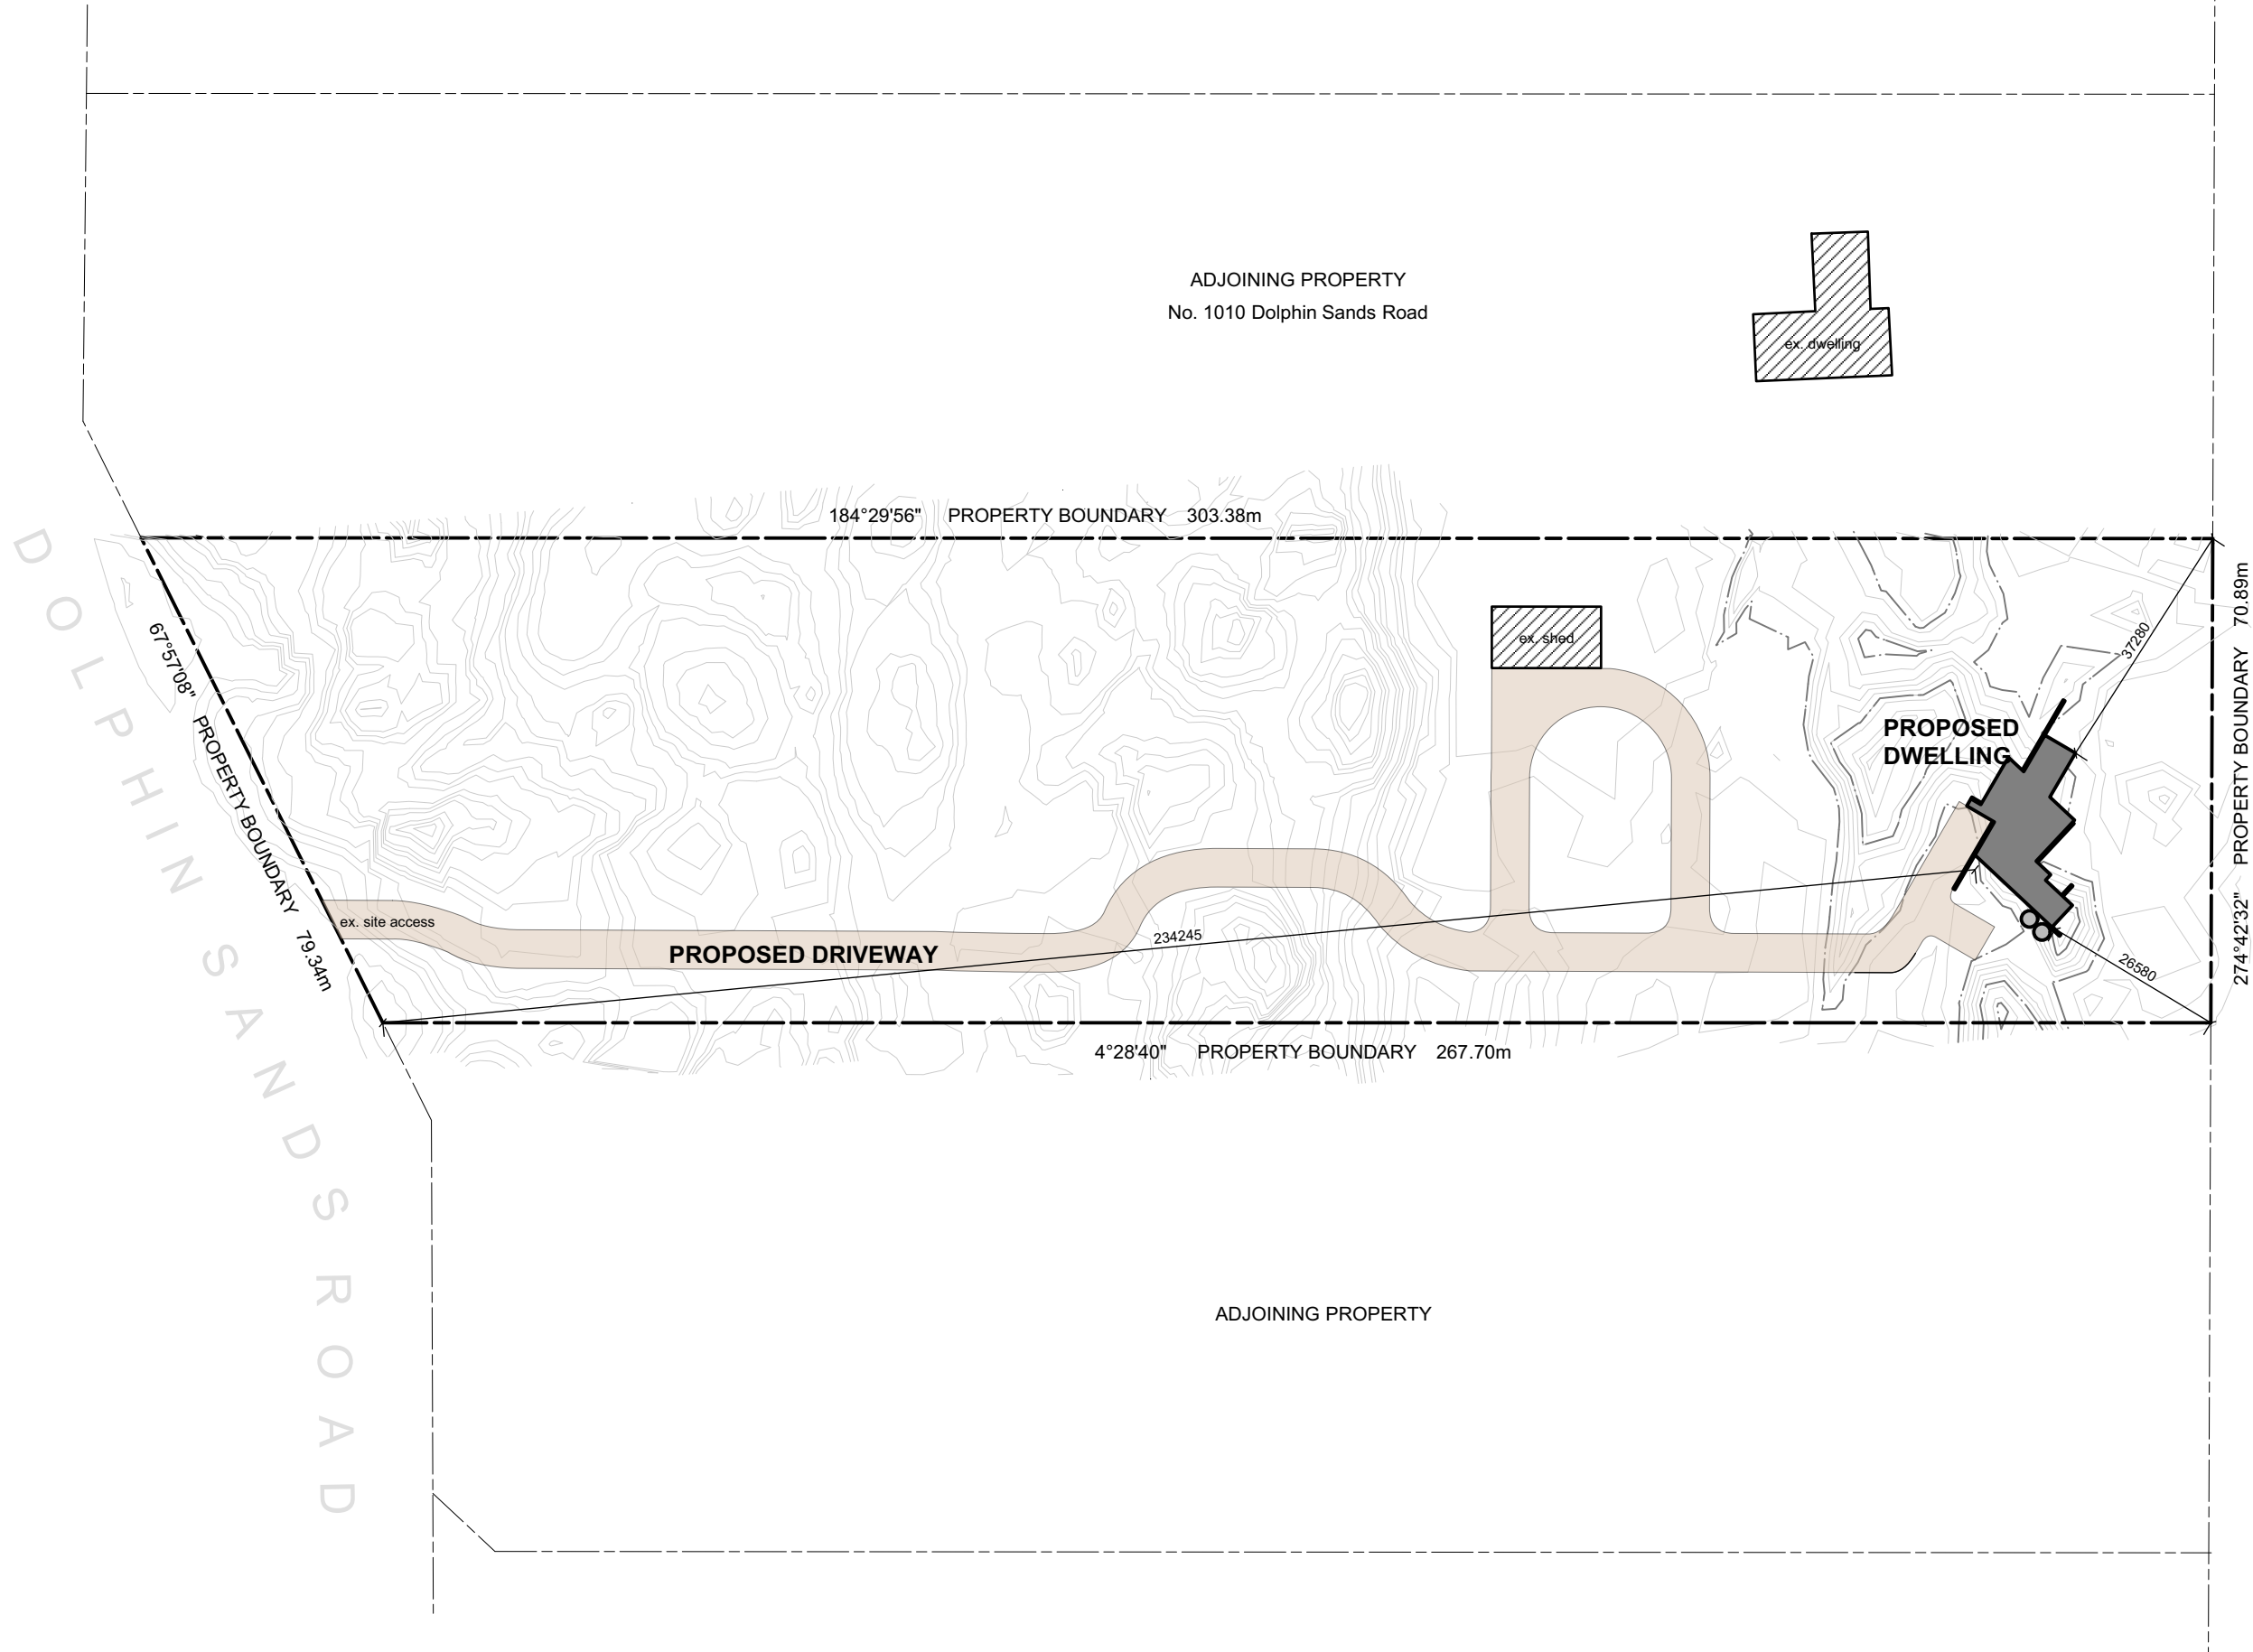 ADJOINING PROPERTY
No. 1010 Dolphin Sands Road
ex. dwelling
184°29'56" PROPERTY BOUNDARY 303.38m
DOLPHIN SANDS ROAD
67°57'08" PROPERTY BOUNDARY 79.34m
ex. shed
37280
274°42'32" PROPERTY BOUNDARY 70.89m
PROPOSED
DWELLING
ex. site access
PROPOSED DRIVEWAY
234245
26580
4°28'40" PROPERTY BOUNDARY 267.70m
ADJOINING PROPERTY